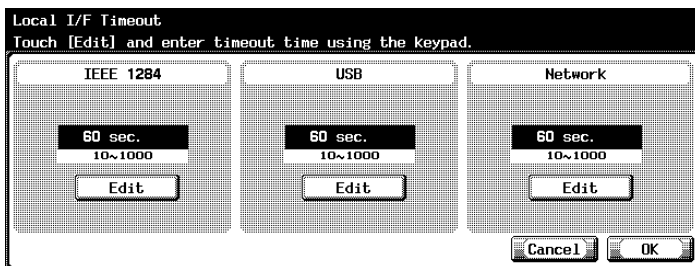 Local I/F Timeout
Touch [Edit] and enter timeout time using the keypad.
IEEE 1284 USB Network
60 sec. 60 sec. 60 sec.
10~1000 10~1000 10~1000
Edit Edit Edit
Cancel OK